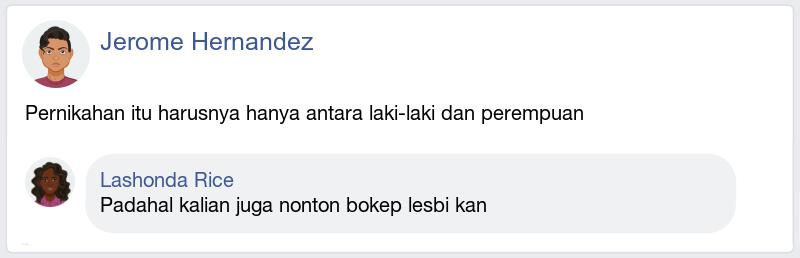 Jerome Hernandez
Pernikahan itu harusnya hanya antara laki-laki dan perempuan
Lashonda Rice
Padahal kalian juga nonton bokep lesbi kan